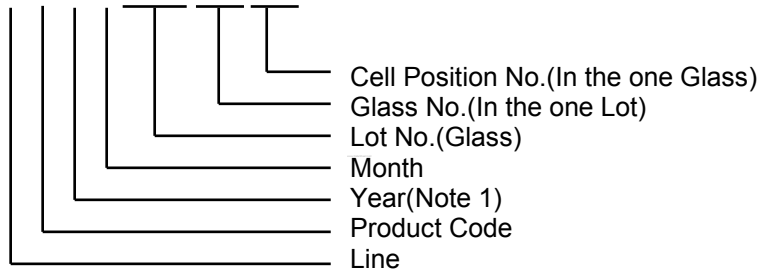 Cell Position No.(In the one Glass)
Glass No.(In the one Lot)
Lot No.(Glass)
Month
Year(Note 1)
Product Code
Line